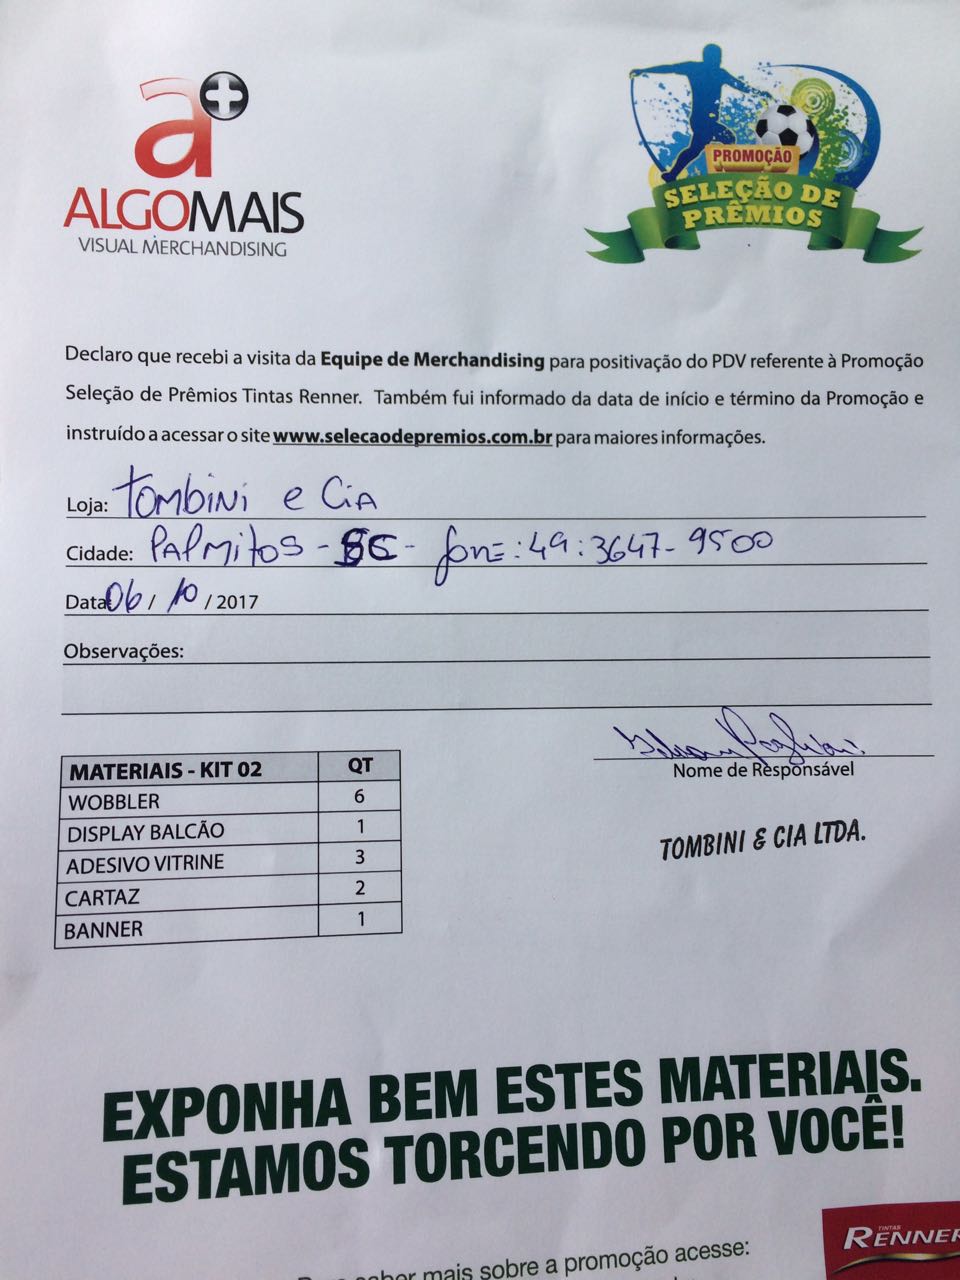 a+
ALGOMAIS
VISUAL MERCHANDISING
PROMOÇÃO
SELEÇÃO DE
PRÊMIOS
Declaro que recebi a visita da Equipe de Merchandising para positivação do PDV referente à Promoção
Seleção de Prêmios Tintas Renner. Também fui informado da data de início e término da Promoção e
instruído a acessar o site www.selecaodepremios.com.br para maiores informações.
Loja: Tombini e Cia
Cidade: Palmitos - SC - fone: 49: 3647-9500
Data: 06 / 10 / 2017
Observações:
Nome de Responsável
TOMBINI & CIA LTDA.
MATERIAIS - KIT 02 QT
WOBBLER 6
DISPLAY BALCÃO 1
ADESIVO VITRINE 3
CARTAZ 2
BANNER 1
EXPONHA BEM ESTES MATERIAIS.
ESTAMOS TORCENDO POR VOCÊ!
TINTAS
RENNER
saber mais sobre a promoção acesse: